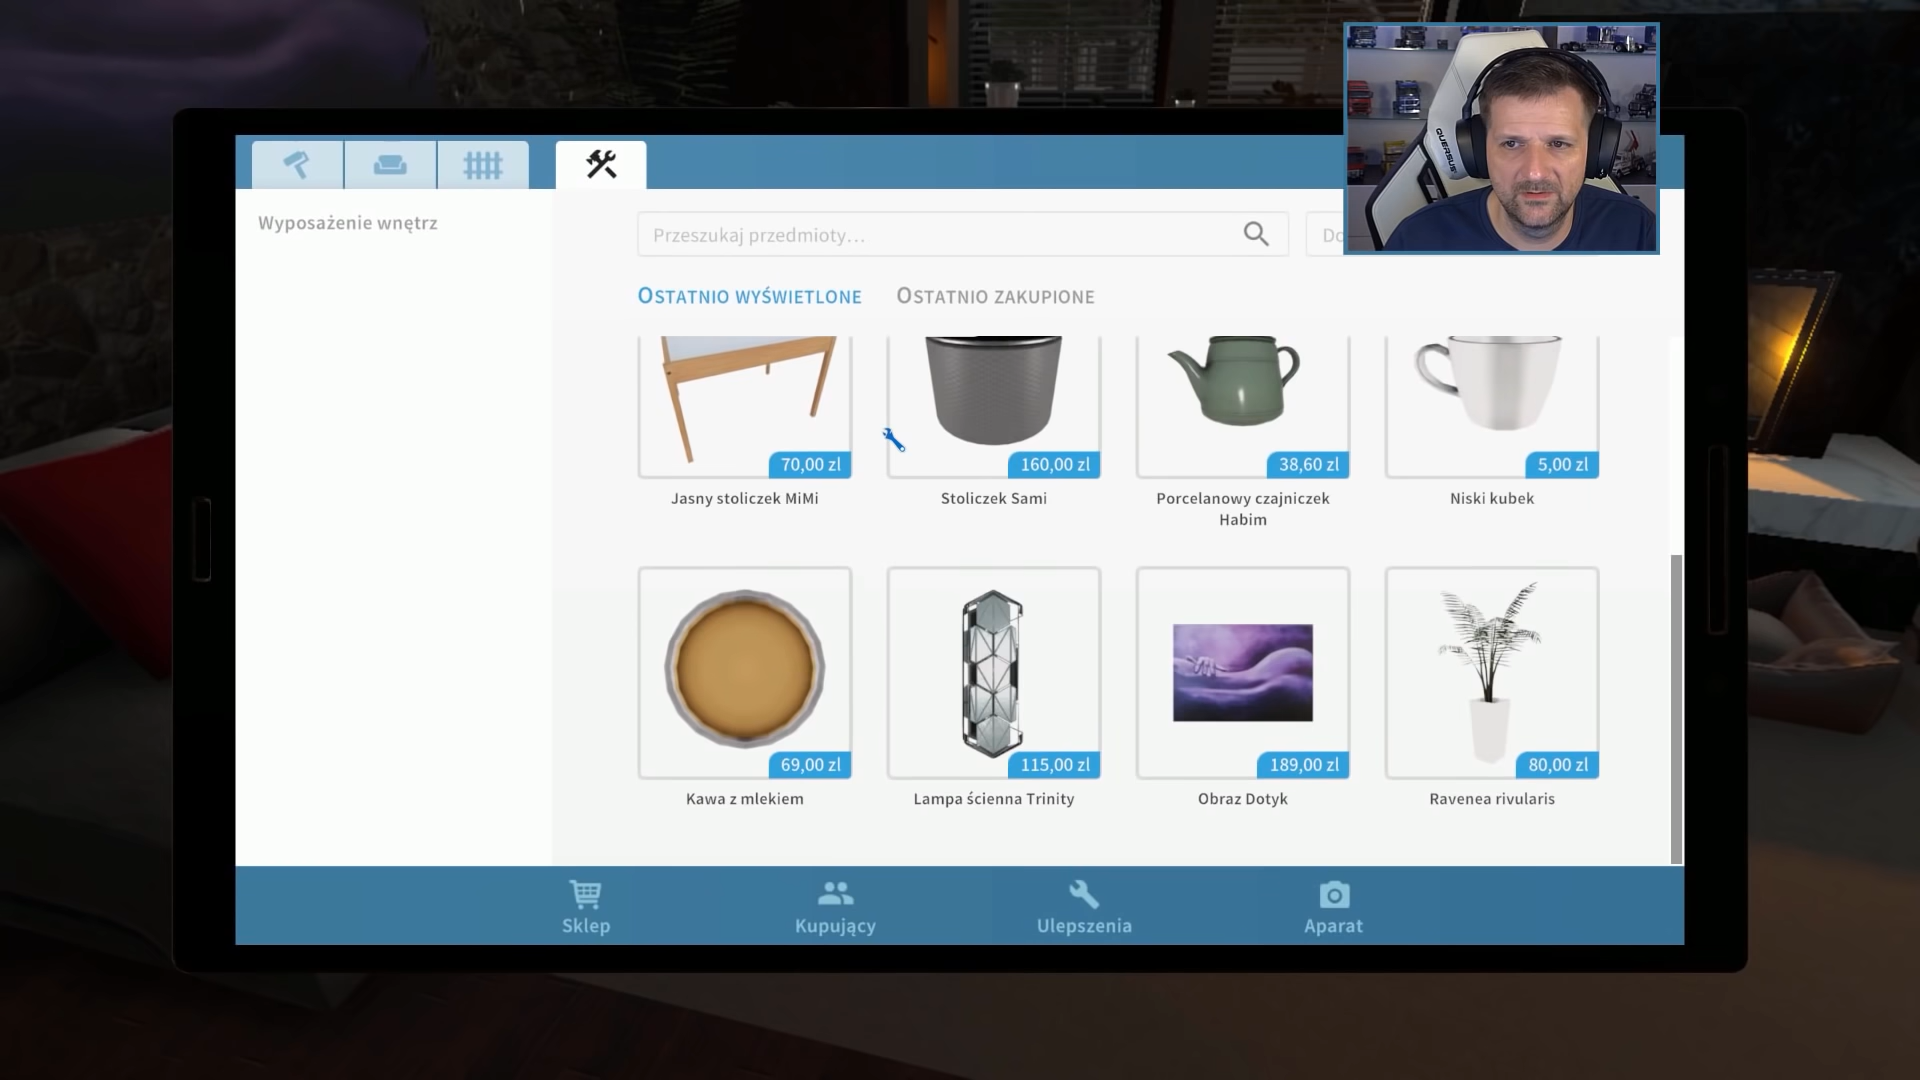 QUERSUS
Wyposażenie wnętrz
Przeszukaj przedmioty...
Do
OSTATNIO WYŚWIETLONE
OSTATNIO ZAKUPIONE
70,00 zl
160,00 zl
38,60 zl
5,00 zl
Jasny stoliczek MiMi
Stoliczek Sami
Porcelanowy czajniczek
Habim
Niski kubek
69,00 zl
115,00 zl
189,00 zl
80,00 zl
Kawa z mlekiem
Lampa ścienna Trinity
Obraz Dotyk
Ravenea rivularis
Sklep
Kupujący
Ulepszenia
Aparat